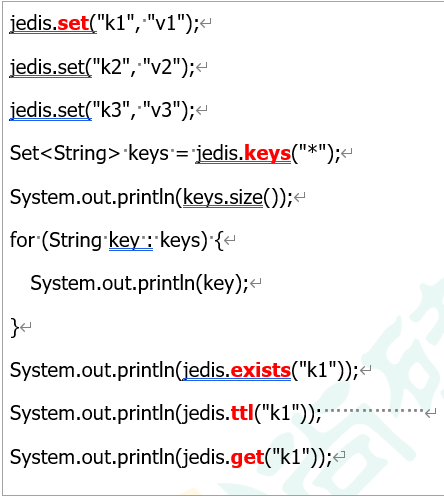 jedis.set("k1", "v1");
jedis.set("k2", "v2");
jedis.set("k3", "v3");
Set<String> keys = jedis.keys("*");
System.out.println(keys.size());
for (String key : keys) {
System.out.println(key);
}
System.out.println(jedis.exists("k1"));
System.out.println(jedis.ttl("k1"));
System.out.println(jedis.get("k1"));